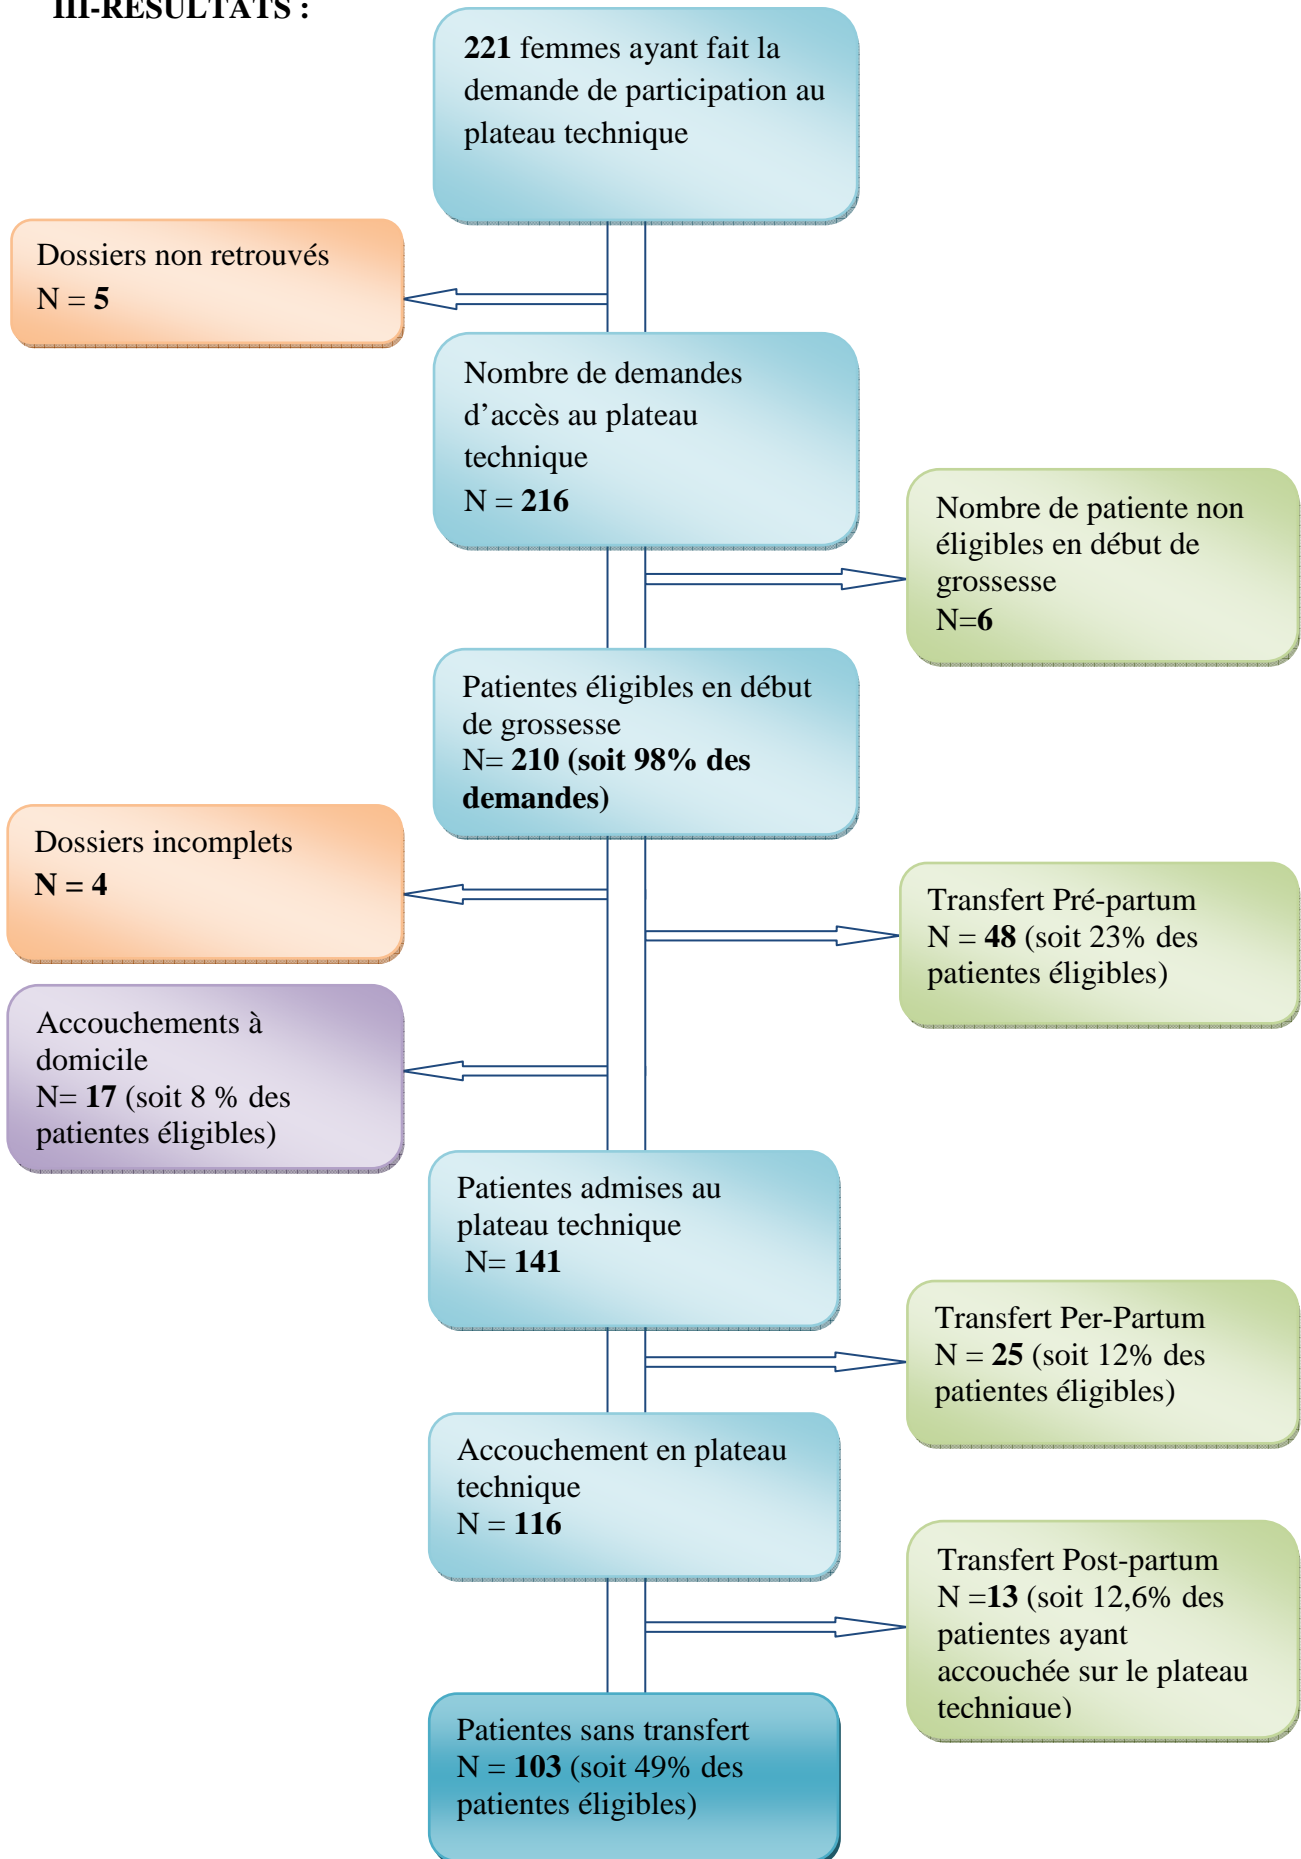 III-RESULTATS :
221 femmes ayant fait la
demande de participation au
plateau technique
Dossiers non retrouvés
N = 5
Nombre de demandes
d’accès au plateau
technique
N = 216
Nombre de patiente non
éligibles en début de
grossesse
N=6
Patientes éligibles en début
de grossesse
N= 210 (soit 98% des
demandes)
Dossiers incomplets
N = 4
Transfert Pré-partum
N = 48 (soit 23% des
patientes éligibles)
Accouchements à
domicile
N= 17 (soit 8 % des
patientes éligibles)
Patientes admises au
plateau technique
N= 141
Transfert Per-Partum
N = 25 (soit 12% des
patientes éligibles)
Accouchement en plateau
technique
N = 116
Transfert Post-partum
N =13 (soit 12,6% des
patientes ayant
accouchée sur le plateau
technique)
Patientes sans transfert
N = 103 (soit 49% des
patientes éligibles)